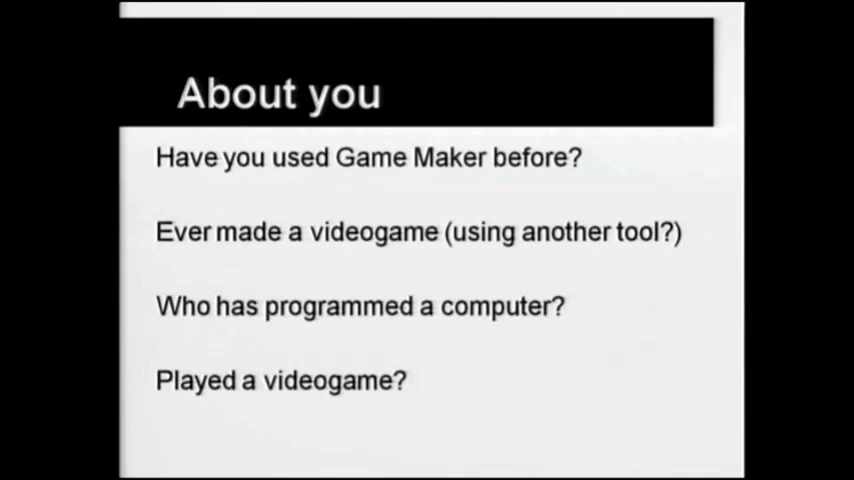 About you
Have you used Game Maker before?
Ever made a videogame (using another tool?)
Who has programmed a computer?
Played a videogame?